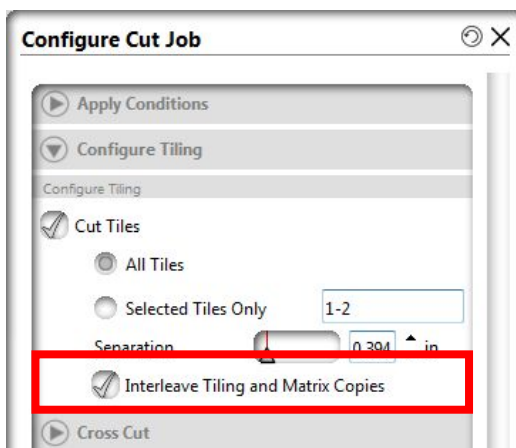 Configure Cut Job
Apply Conditions
Configure Tiling
Configure Tiling
Cut Tiles
All Tiles
Selected Tiles Only 1-2
Separation 0.394 in
Interleave Tiling and Matrix Copies
Cross Cut